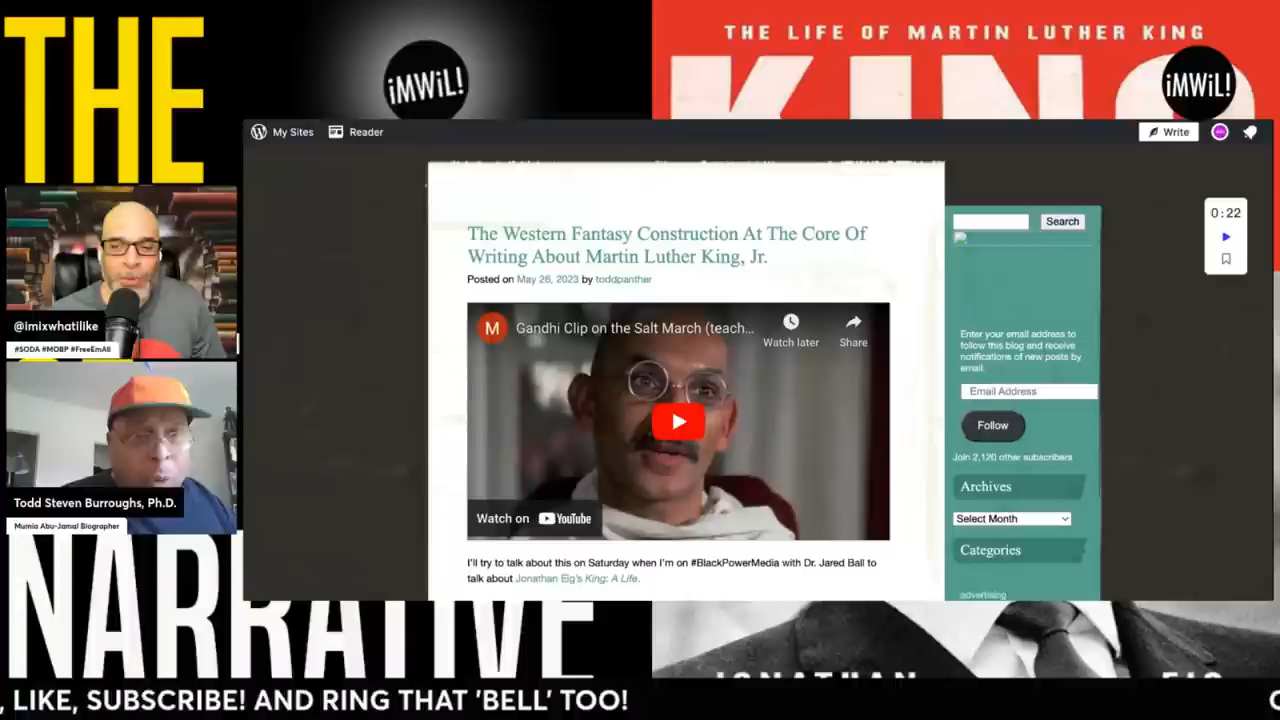 THE
iMWiL!
THE LIFE OF MARTIN LUTHER KING
KING
iMWiL!
My Sites
Reader
Write
The Western Fantasy Construction At The Core Of
Writing About Martin Luther King, Jr.
Posted on May 26, 2023 by toddpanther
M
Gandhi Clip on the Salt March (teach...
Watch later
Share
Watch on YouTube
I'll try to talk about this on Saturday when I'm on #BlackPowerMedia with Dr. Jared Ball to
talk about Jonathan Eig's King: A Life.
Search
Enter your email address to
follow this blog and receive
notifications of new posts by
email.
Email Address
Follow
Join 2,120 other subscribers
Archives
Select Month
Categories
advertising
0:22
@imixwhatilike
#SODA #MOBP #FreeEmAll
Todd Steven Burroughs, Ph.D.
Mumia Abu-Jamal Biographer
NARRATIVE
JONATHAN EIG
, LIKE, SUBSCRIBE! AND RING THAT 'BELL' TOO!